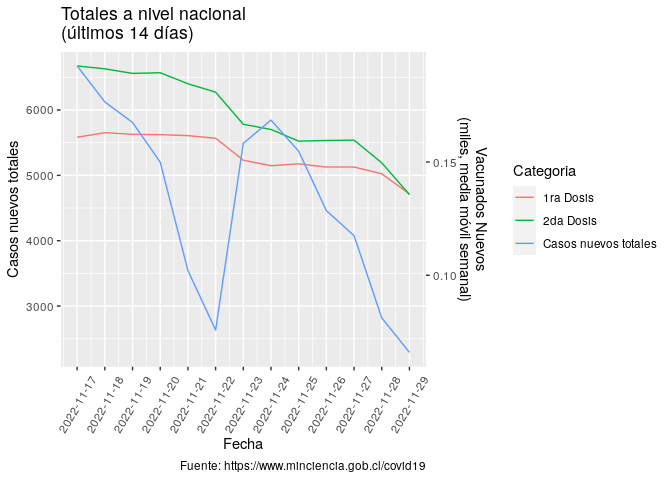 Totales a nivel nacional
(últimos 14 días)
Casos nuevos totales
6000
5000
4000
3000
0.15
0.10
Vacunados Nuevos
(miles, media móvil semanal)
2022-11-17
2022-11-18
2022-11-19
2022-11-20
2022-11-21
2022-11-22
2022-11-23
2022-11-24
2022-11-25
2022-11-26
2022-11-27
2022-11-28
2022-11-29
Fecha
Categoria
1ra Dosis
2da Dosis
Casos nuevos totales
Fuente: https://www.minciencia.gob.cl/covid19